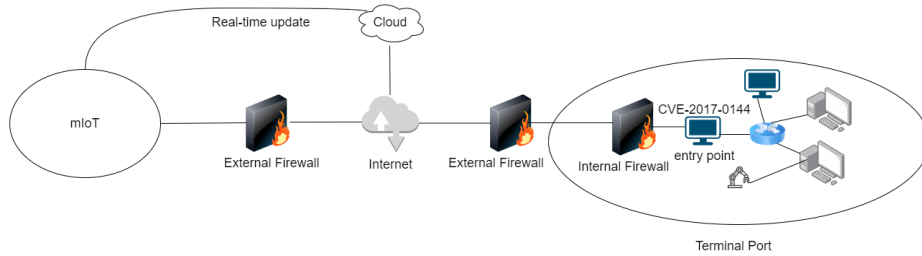 Real-time update
Cloud
mIoT
External Firewall
Internet
External Firewall
Internal Firewall
CVE-2017-0144
entry point
Terminal Port